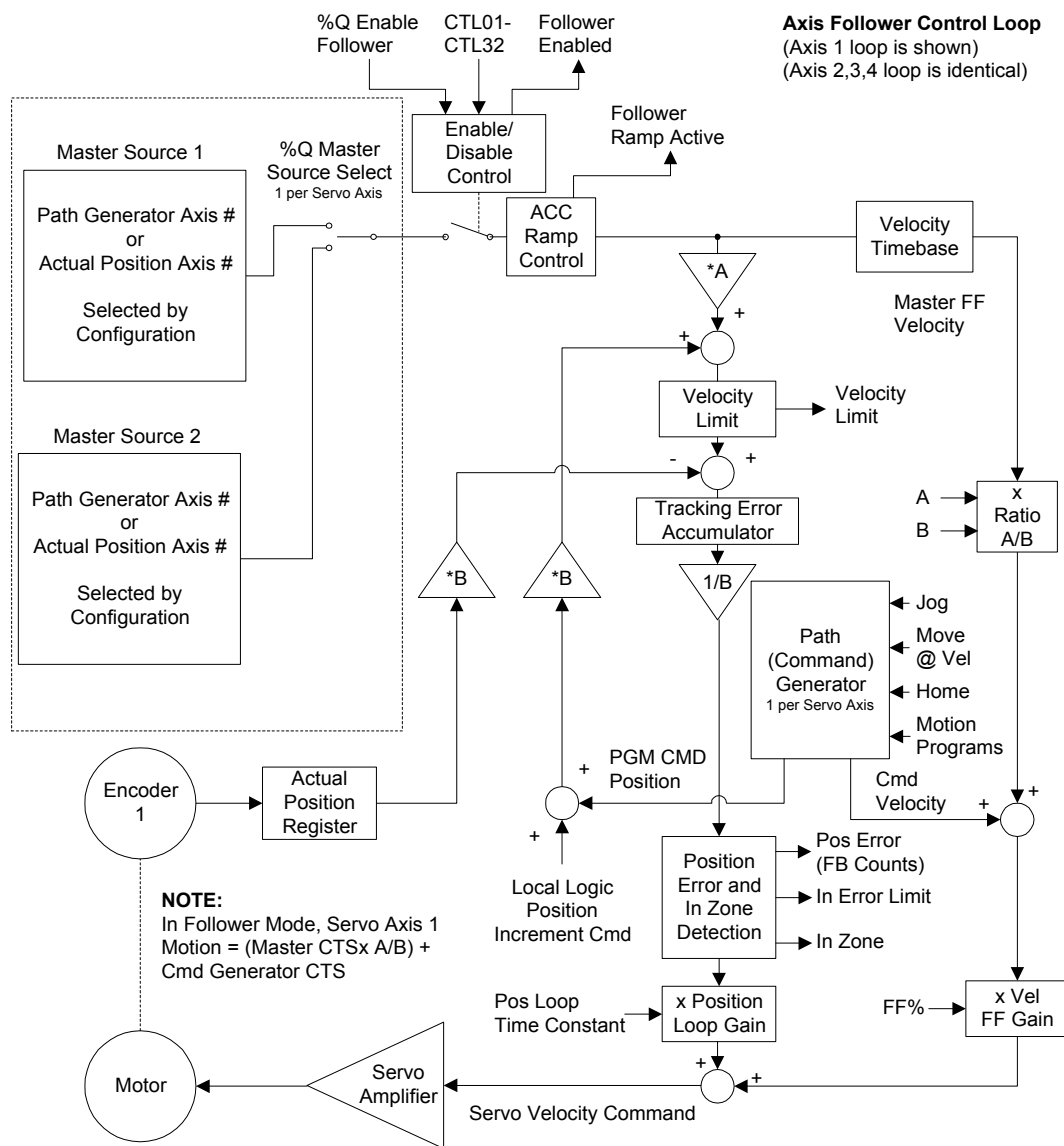 %Q Enable
Follower
CTL01-
CTL32
Follower
Enabled
Axis Follower Control Loop
(Axis 1 loop is shown)
(Axis 2,3,4 loop is identical)
Enable/
Disable
Control
Follower
Ramp Active
Master Source 1
%Q Master
Source Select
1 per Servo Axis
Path Generator Axis #
or
Actual Position Axis #
Selected by
Configuration
ACC
Ramp
Control
Velocity
Timebase
*A
Master FF
Velocity
+
+
Velocity
Limit
Velocity
Limit
Master Source 2
-
+
Path Generator Axis #
or
Actual Position Axis #
Selected by
Configuration
Tracking Error
Accumulator
A
B
x
Ratio
A/B
*B
*B
1/B
Path
(Command)
Generator
1 per Servo Axis
Jog
Move
@ Vel
Home
Motion
Programs
Encoder
1
Actual
Position
Register
+
PGM CMD
Position
+
Cmd
Velocity
+
+
Local Logic
Position
Increment Cmd
Position
Error and
In Zone
Detection
Pos Error
(FB Counts)
In Error Limit
In Zone
NOTE:
In Follower Mode, Servo Axis 1
Motion = (Master CTSx A/B) +
Cmd Generator CTS
Pos Loop
Time Constant
x Position
Loop Gain
FF%
x Vel
FF Gain
Motor
Servo
Amplifier
+
+
Servo Velocity Command